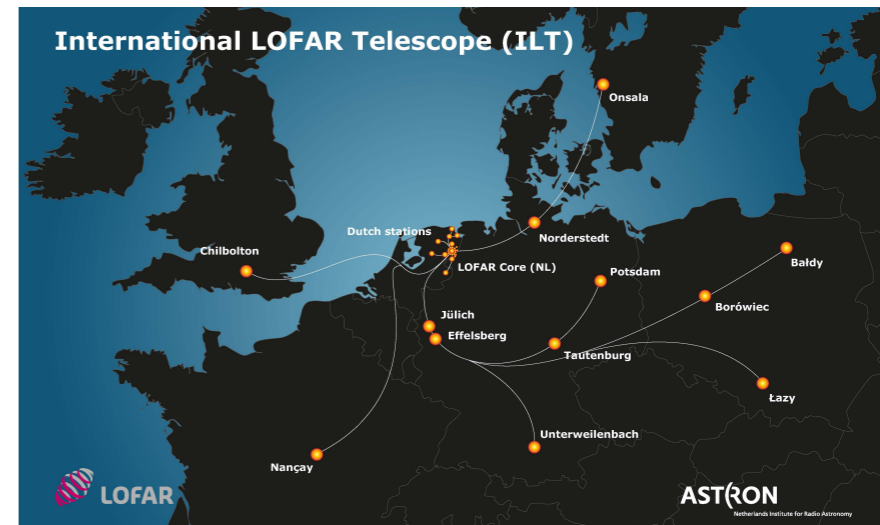 International LOFAR Telescope (ILT)
Onsala
Dutch stations
Norderstedt
Chilbolton
LOFAR Core (NL)
Bałdy
Potsdam
Borówiec
Jülich
Effelsberg
Tautenburg
Łazy
Unterweilenbach
Nançay
LOFAR
ASTRON
Netherlands Institute for Radio Astronomy